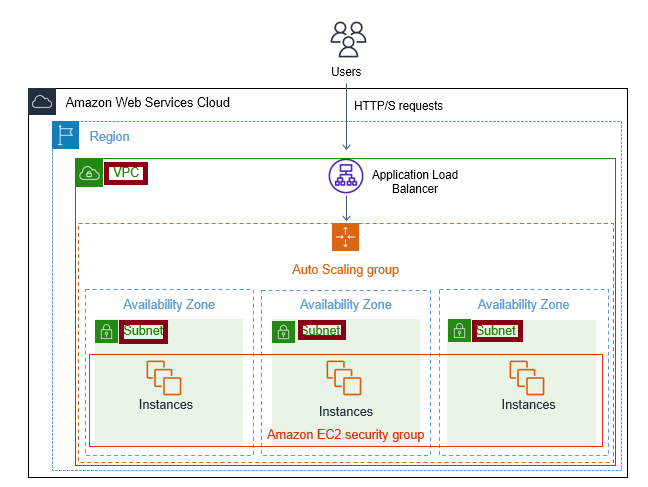 Users
Amazon Web Services Cloud
HTTP/S requests
Region
VPC
Application Load
Balancer
Auto Scaling group
Availability Zone
Availability Zone
Availability Zone
Subnet
Subnet
Subnet
Instances
Instances
Instances
Amazon EC2 security group